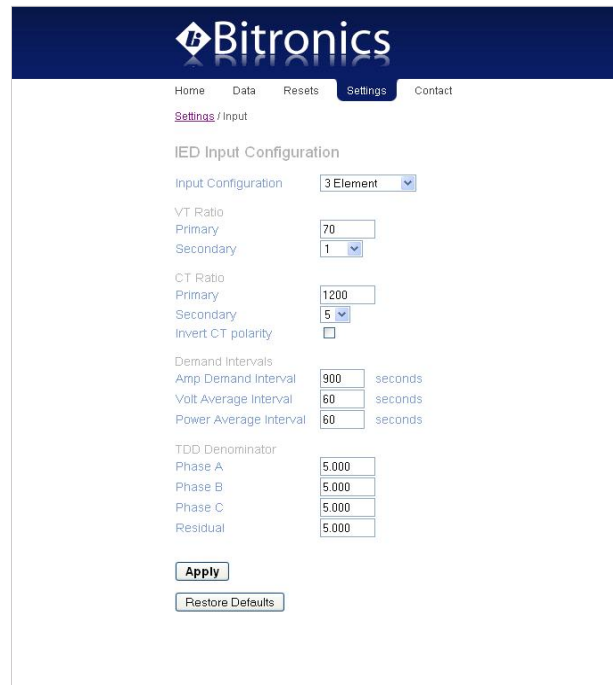 Bitronics
Home Data Resets Settings Contact
Settings / Input
IED Input Configuration
Input Configuration 3 Element
VT Ratio
Primary 70
Secondary 1
CT Ratio
Primary 1200
Secondary 5
Invert CT polarity
Demand Intervals
Amp Demand Interval 900 seconds
Volt Average Interval 60 seconds
Power Average Interval 60 seconds
TDD Denominator
Phase A 5.000
Phase B 5.000
Phase C 5.000
Residual 5.000
Apply
Restore Defaults